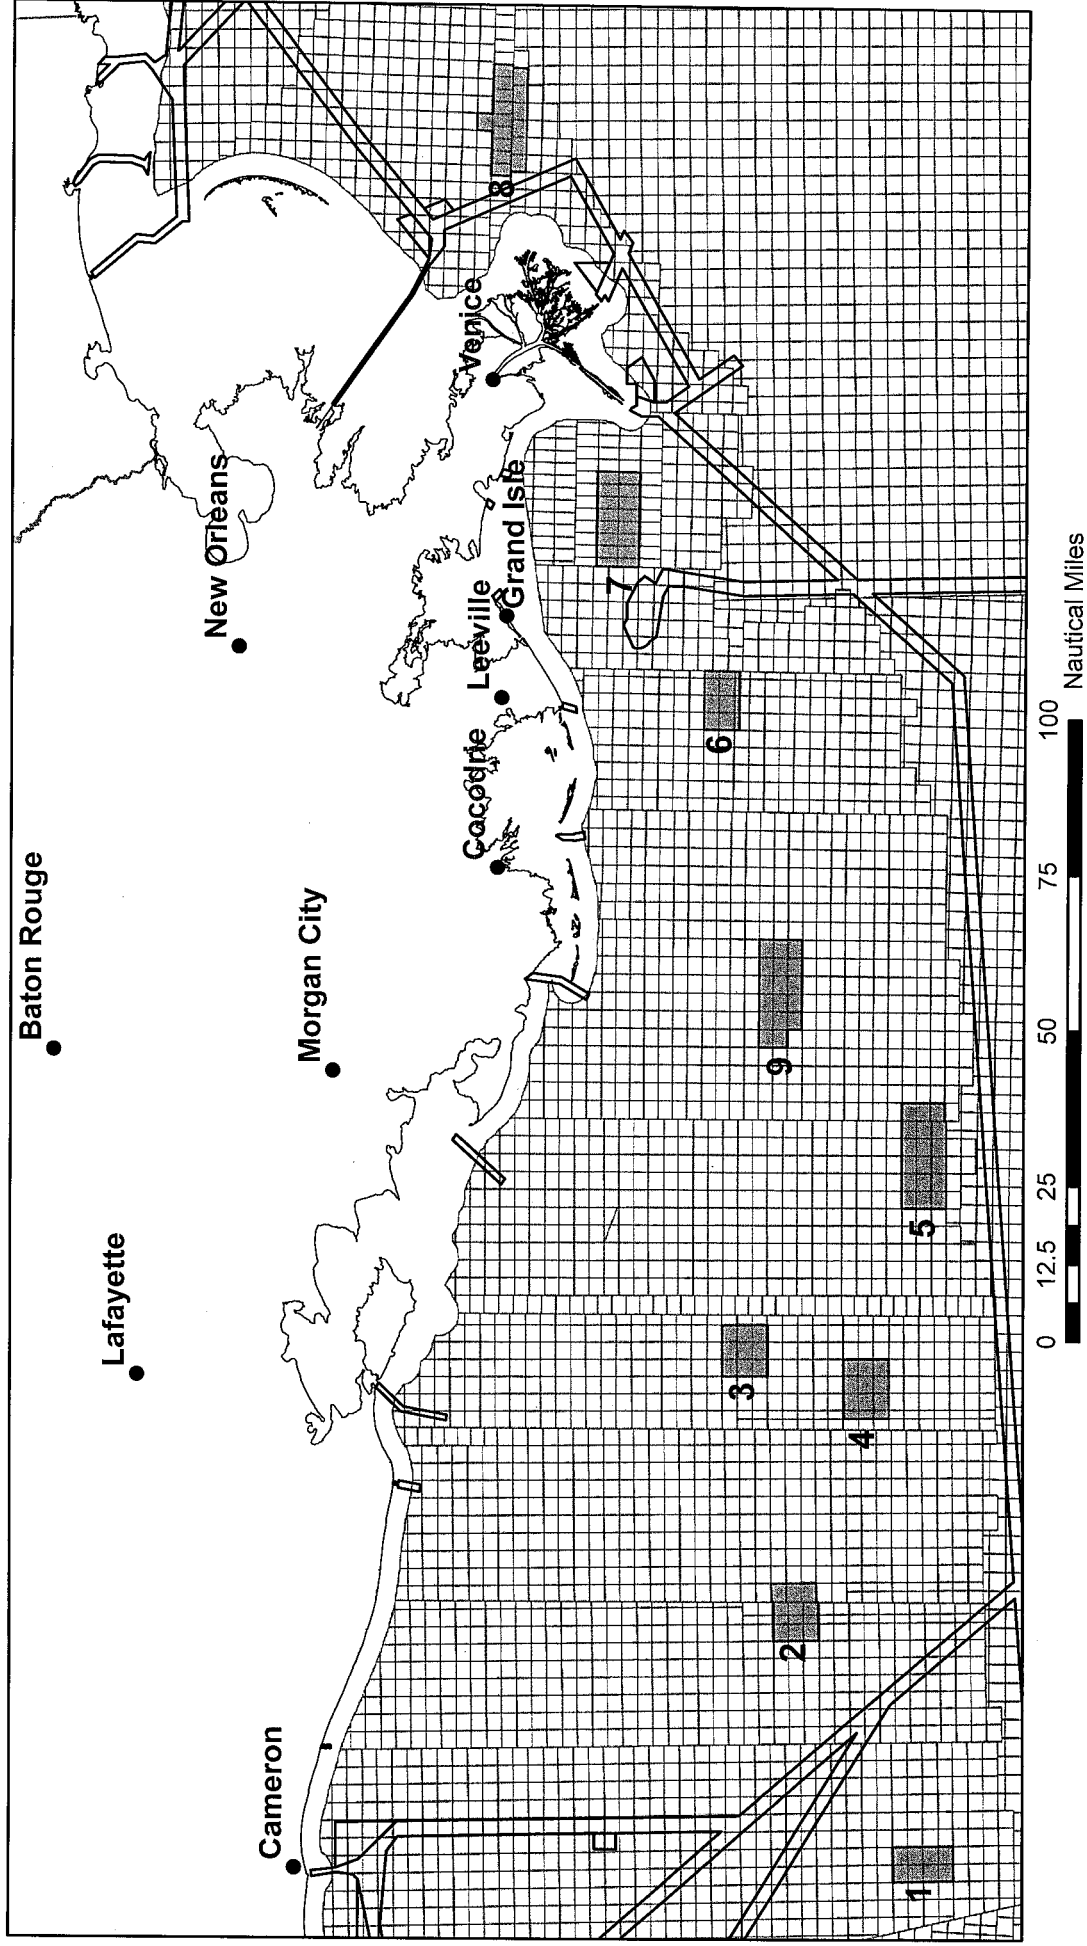 Baton Rouge
Lafayette
New Orleans
Morgan City
Cameron
Cocodrie
Leeville
Grand Isle
Venice
1
2
3
4
5
9
6
7
8
0 12.5 25 50 75 100
Nautical Miles